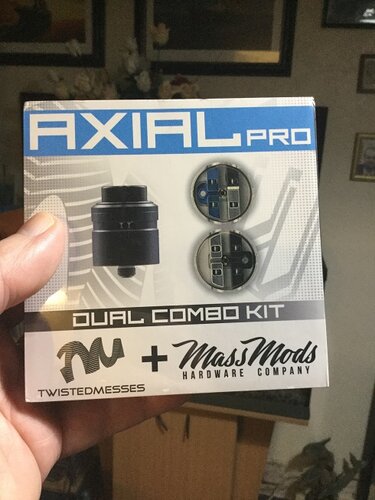 AXIAL PRO
DUAL COMBO KIT
TWISTEDMESSES
+
MassMods
HARDWARE COMPANY